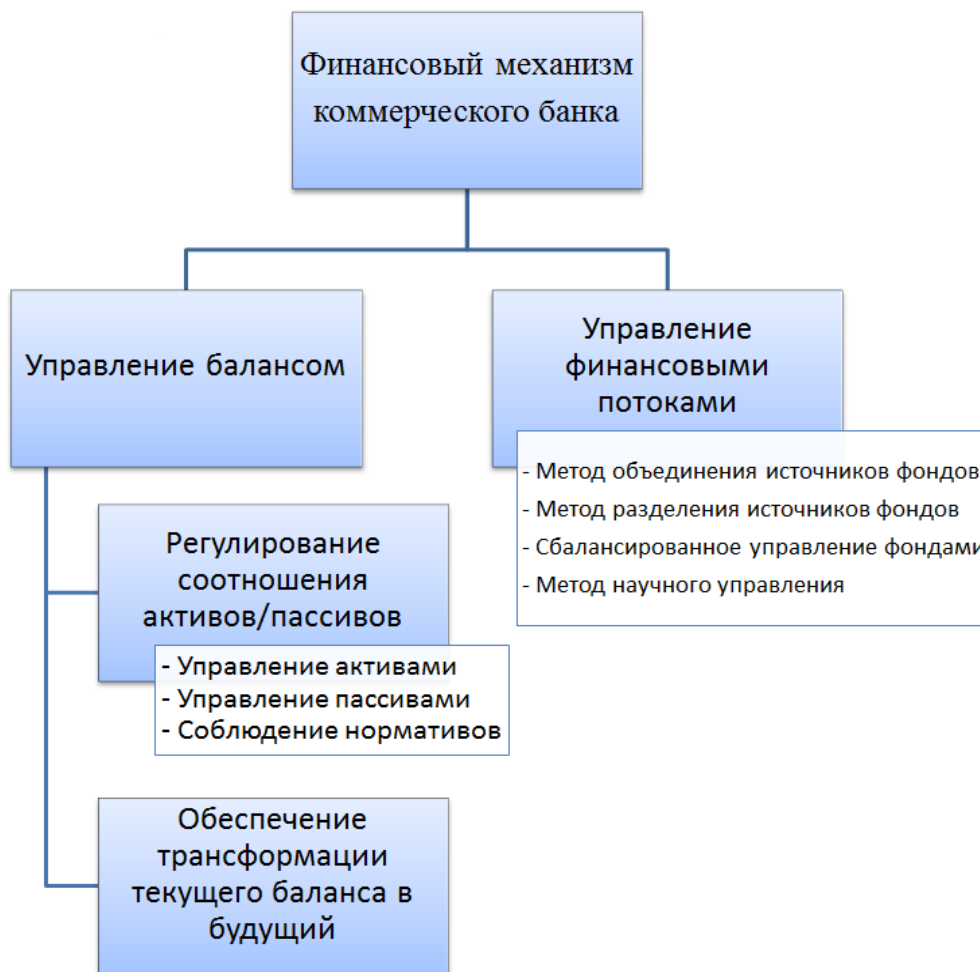 Финансовый механизм
коммерческого банка
Управление балансом
Управление
финансовыми
потоками
- Метод объединения источников фондов
- Метод разделения источников фондов
- Сбалансированное управление фондами
- Метод научного управления
Регулирование
соотношения
активов/пассивов
- Управление активами
- Управление пассивами
- Соблюдение нормативов
Обеспечение
трансформации
текущего баланса в
будущий